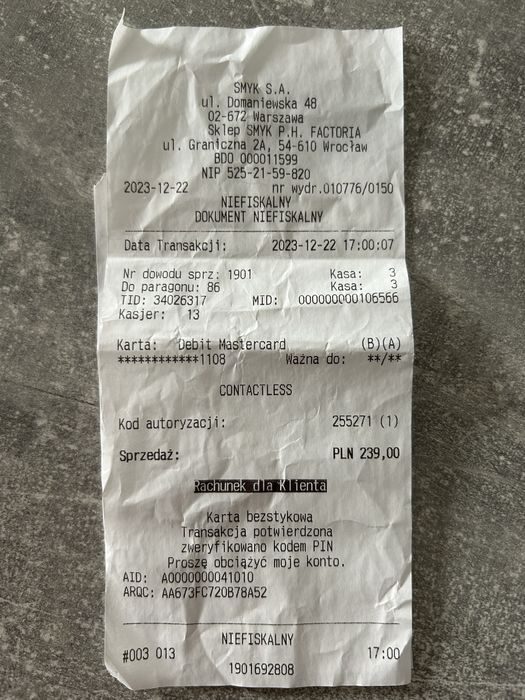 SMYK S.A.
ul. Domaniewska 48
02-672 Warszawa
Sklep SMYK P.H. FACTORIA
ul. Graniczna 2A, 54-610 Wrocław
BDO 000011599
NIP 525-21-59-820
2023-12-22 nr wydr.010776/0150
NIEFISKALNY
DOKUMENT NIEFISKALNY
Data Transakcji: 2023-12-22 17:00:07
Nr dowodu sprz: 1901 Kasa: 3
Do paragonu: 86 Kasa: 3
TID: 34026317 MID: 000000000106566
Kasjer: 13
Karta: Debit Mastercard (B)(A)
************1108 Ważna do: **/**
CONTACTLESS
Kod autoryzacji: 255271 (1)
Sprzedaż: PLN 239,00
Rachunek dla Klienta
Karta bezstykowa
Transakcja potwierdzona
zweryfikowano kodem PIN
Proszę obciążyć moje konto.
AID: A0000000041010
ARQC: AA673FC720B78A52
NIEFISKALNY
#003 013 17:00
1901692808